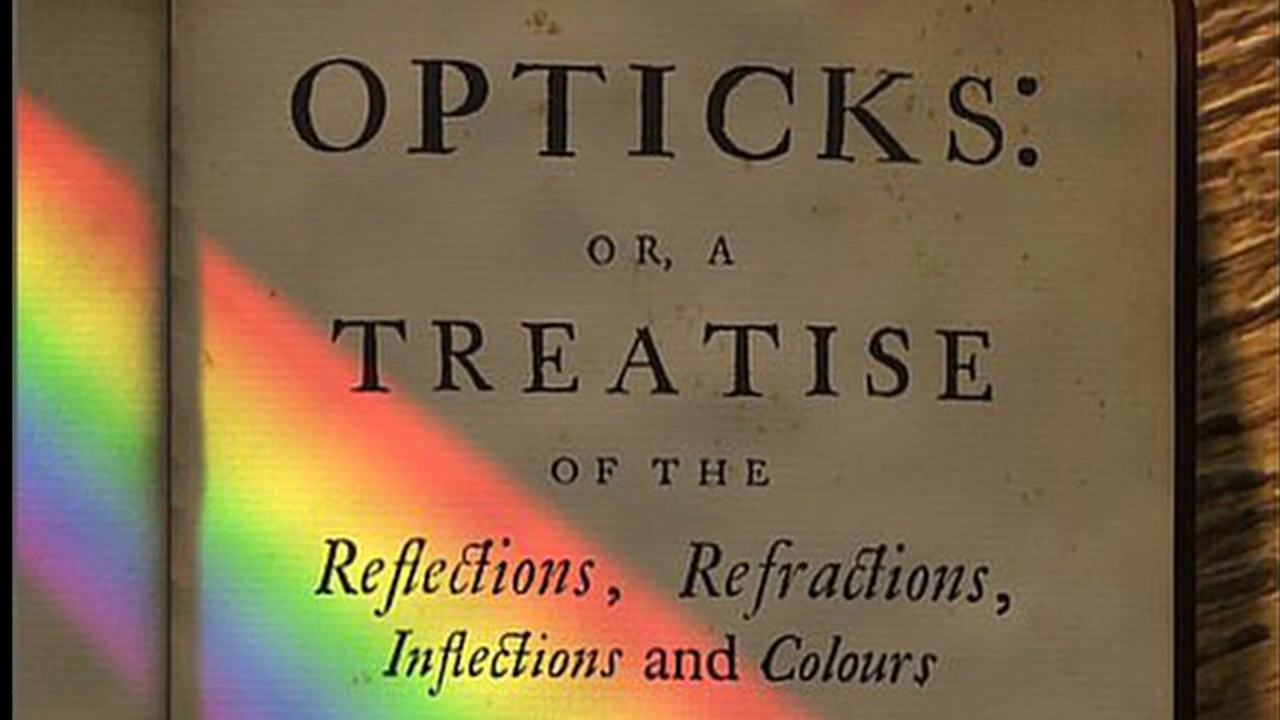 OPTICKS:
OR, A
TREATISE
OF THE
Reflections, Refractions,
Inflections and Colours